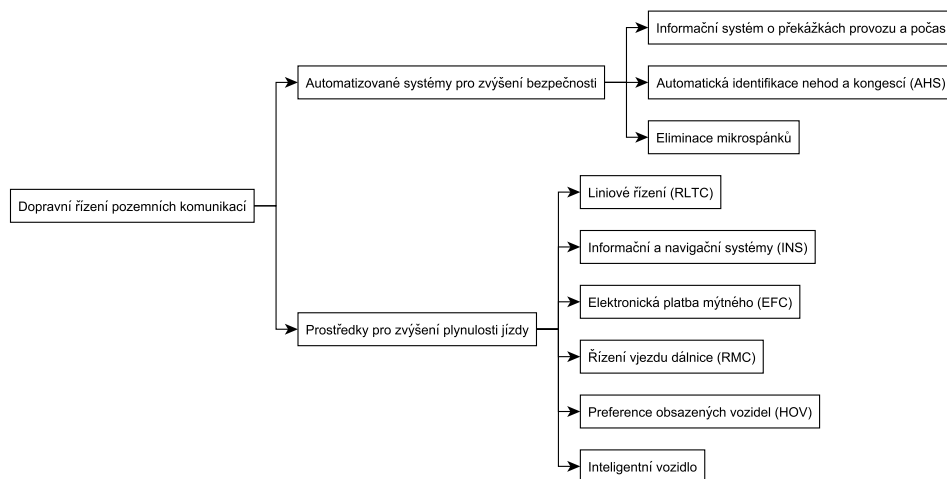 Informační systém o překážkách provozu a počas
Automatizované systémy pro zvýšení bezpečnosti
Automatická identifikace nehod a kongescí (AHS)
Eliminace mikrospánků
Dopravní řízení pozemních komunikací
Liniové řízení (RLTC)
Informační a navigační systémy (INS)
Elektronická platba mýtného (EFC)
Prostředky pro zvýšení plynulosti jízdy
Řízení vjezdu dálnice (RMC)
Preference obsazených vozidel (HOV)
Inteligentní vozidlo